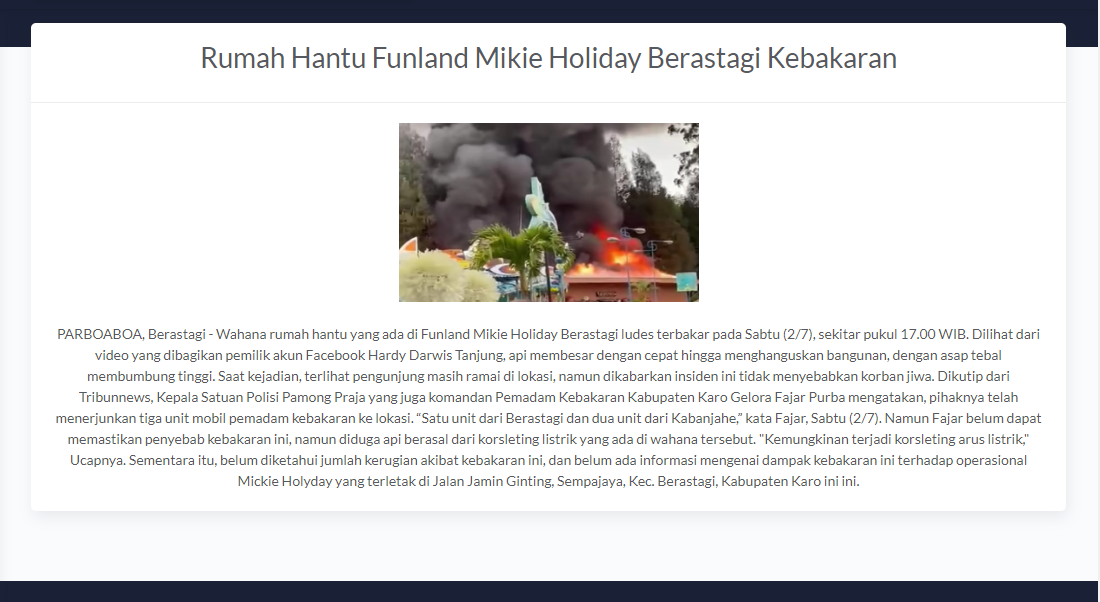 Rumah Hantu Funland Mikie Holiday Berastagi Kebakaran
PARBOABOA, Berastagi - Wahana rumah hantu yang ada di Funland Mikie Holiday Berastagi ludes terbakar pada Sabtu (2/7), sekitar pukul 17.00 WIB. Dilihat dari
video yang dibagikan pemilik akun Facebook Hardy Darwis Tanjung, api membesar dengan cepat hingga menghanguskan bangunan, dengan asap tebal
membumbung tinggi. Saat kejadian, terlihat pengunjung masih ramai di lokasi, namun dikabarkan insiden ini tidak menyebabkan korban jiwa. Dikutip dari
Tribunnews, Kepala Satuan Polisi Pamong Praja yang juga komandan Pemadam Kebakaran Kabupaten Karo Gelora Fajar Purba mengatakan, pihaknya telah
menerjunkan tiga unit mobil pemadam kebakaran ke lokasi. “Satu unit dari Berastagi dan dua unit dari Kabanjahe,” kata Fajar, Sabtu (2/7). Namun Fajar belum dapat
memastikan penyebab kebakaran ini, namun diduga api berasal dari korsleting listrik yang ada di wahana tersebut. "Kemungkinan terjadi korsleting arus listrik,"
Ucapnya. Sementara itu, belum diketahui jumlah kerugian akibat kebakaran ini, dan belum ada informasi mengenai dampak kebakaran ini terhadap operasional
Mickie Holyday yang terletak di Jalan Jamin Ginting, Sempajaya, Kec. Berastagi, Kabupaten Karo ini ini.